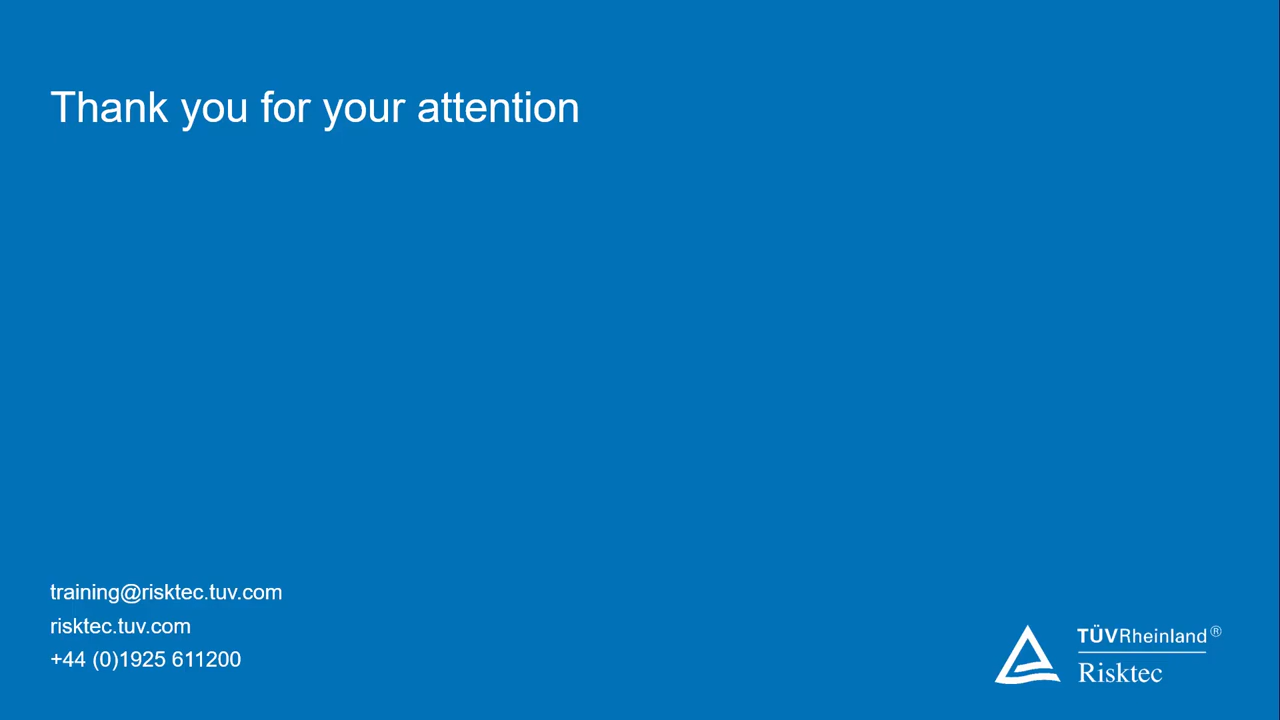 Thank you for your attention
training@risktec.tuv.com
risktec.tuv.com
+44 (0)1925 611200
TÜVRheinland®
Risktec